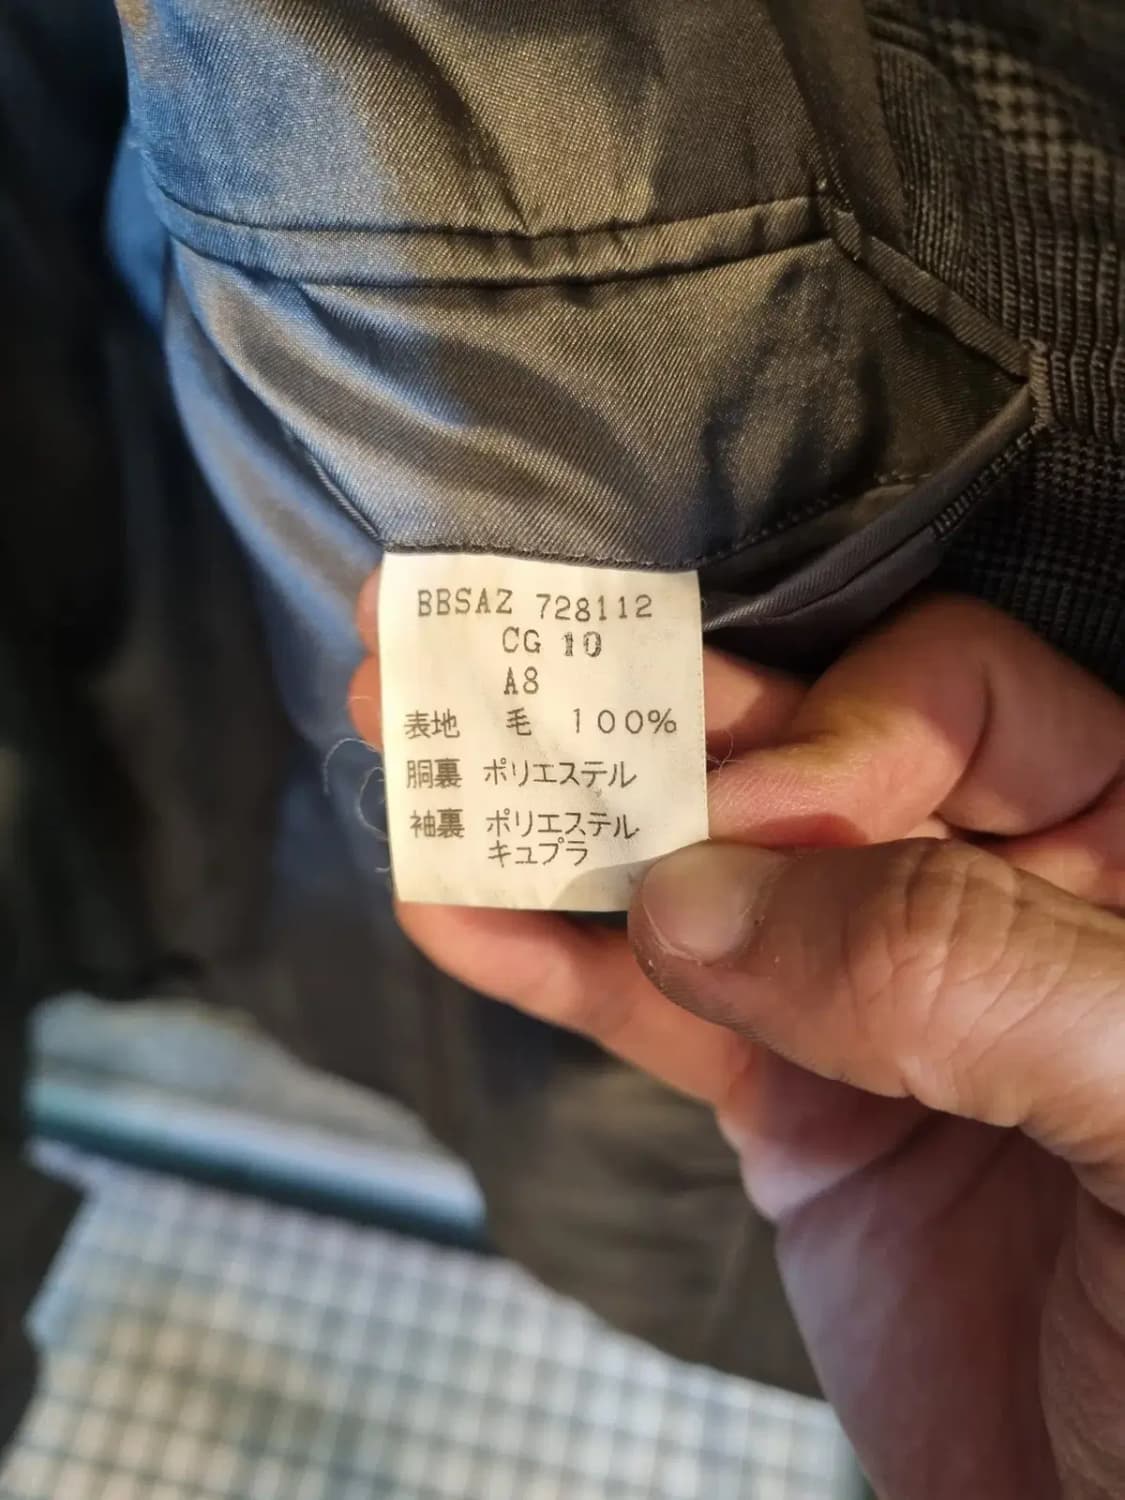 BBSAZ 728112
CG 10
A8
表地 毛 100%
胴裏 ポリエステル
袖裏 ポリエステル
キュプラ